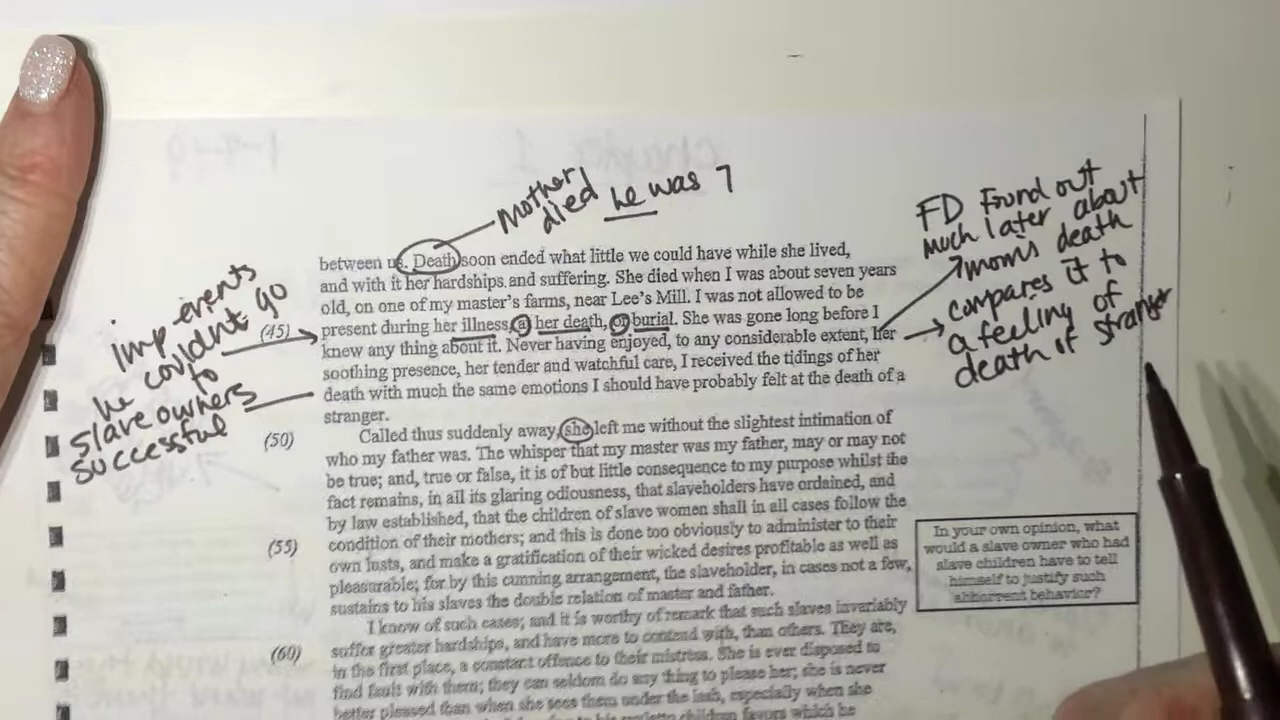 Mother
died he was 7
FD Found out
much later about
moms death
compares it to
a feeling of
death of stranger
imp events
he couldn't go
to
slave owners
successful
between us. Death soon ended what little we could have while she lived,
and with it her hardships and suffering. She died when I was about seven years
old, on one of my master's farms, near Lee's Mill. I was not allowed to be
(45) present during her illness, at her death, or burial. She was gone long before I
knew any thing about it. Never having enjoyed, to any considerable extent, her
soothing presence, her tender and watchful care, I received the tidings of her
death with much the same emotions I should have probably felt at the death of a
stranger.
(50) Called thus suddenly away, she left me without the slightest intimation of
who my father was. The whisper that my master was my father, may or may not
be true; and, true or false, it is of but little consequence to my purpose whilst the
fact remains, in all its glaring odiousness, that slaveholders have ordained, and
by law established, that the children of slave women shall in all cases follow the
(55) condition of their mothers; and this is done too obviously to administer to their
own lusts, and make a gratification of their wicked desires profitable as well as
pleasurable; for by this cunning arrangement, the slaveholder, in cases not a few,
sustains to his slaves the double relation of master and father.
I know of such cases; and it is worthy of remark that such slaves invariably
(60) suffer greater hardships, and have more to contend with, than others. They are,
in the first place, a constant offence to their mistress. She is ever disposed to
find fault with them; they can seldom do any thing to please her; she is never
better pleased than when she sees them under the lash, especially when she
mulatto children favors which he
In your own opinion, what
would a slave owner who had
slave children have to tell
himself to justify such
abhorrent behavior?